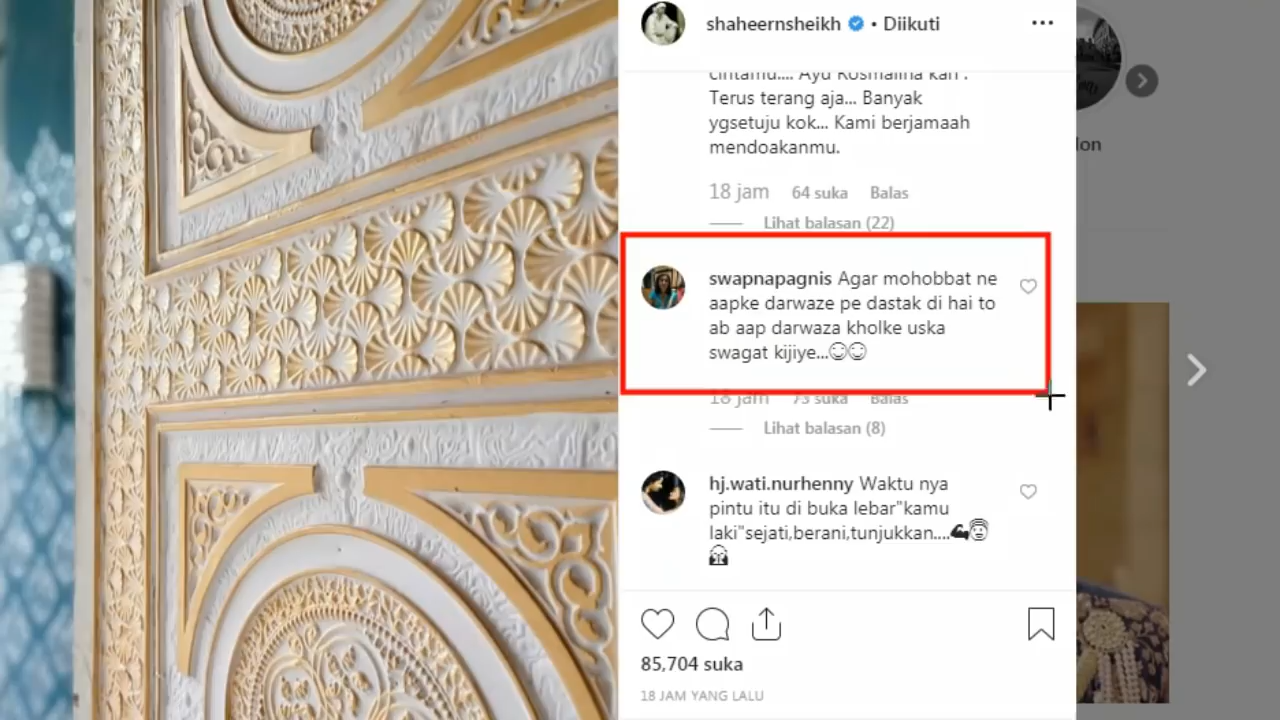 shaheernsheikh • Diikuti
cintamu.... Ayu Rosmalina kan .
Terus terang aja... Banyak
ygsetuju kok... Kami berjamaah
mendoakanmu.
18 jam 64 suka Balas
Lihat balasan (22)
swapnapagnis Agar mohobbat ne
aapke darwaze pe dastak di hai to
ab aap darwaza kholke uska
swagat kijiye...☺☺
18 jam 73 suka Balas
Lihat balasan (8)
hj.wati.nurhenny Waktu nya
pintu itu di buka lebar"kamu
laki"sejati,berani,tunjukkan....
85,704 suka
18 JAM YANG LALU